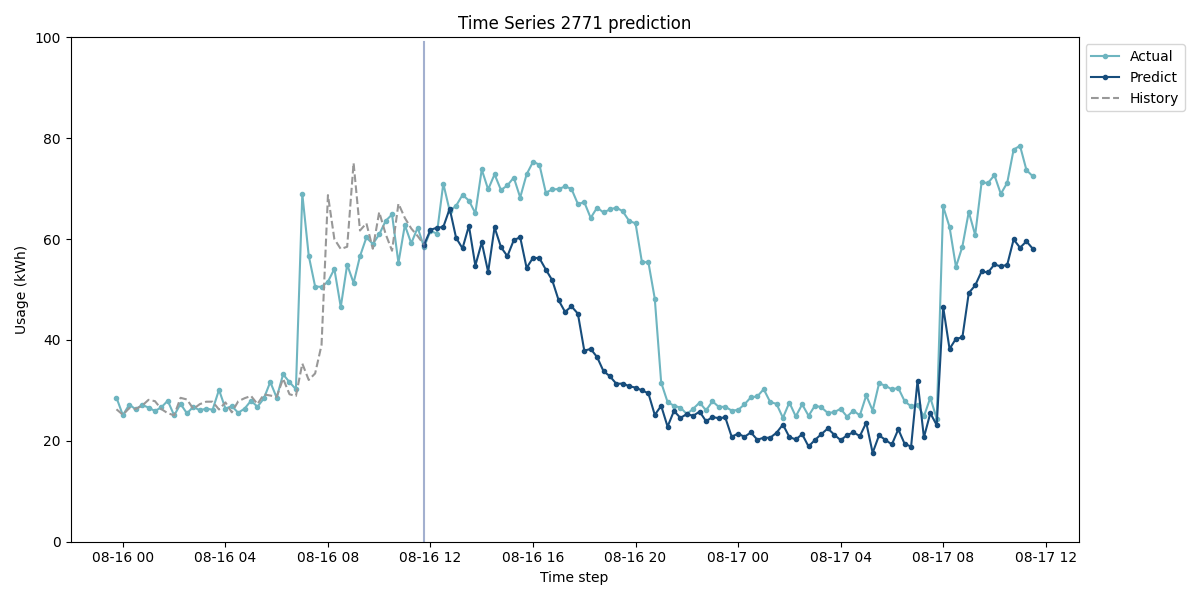 Time Series 2771 prediction
100
80
60
40
20
0
Usage (kWh)
08-16 00
08-16 04
08-16 08
08-16 12
08-16 16
08-16 20
08-17 00
08-17 04
08-17 08
08-17 12
Time step
Actual
Predict
History